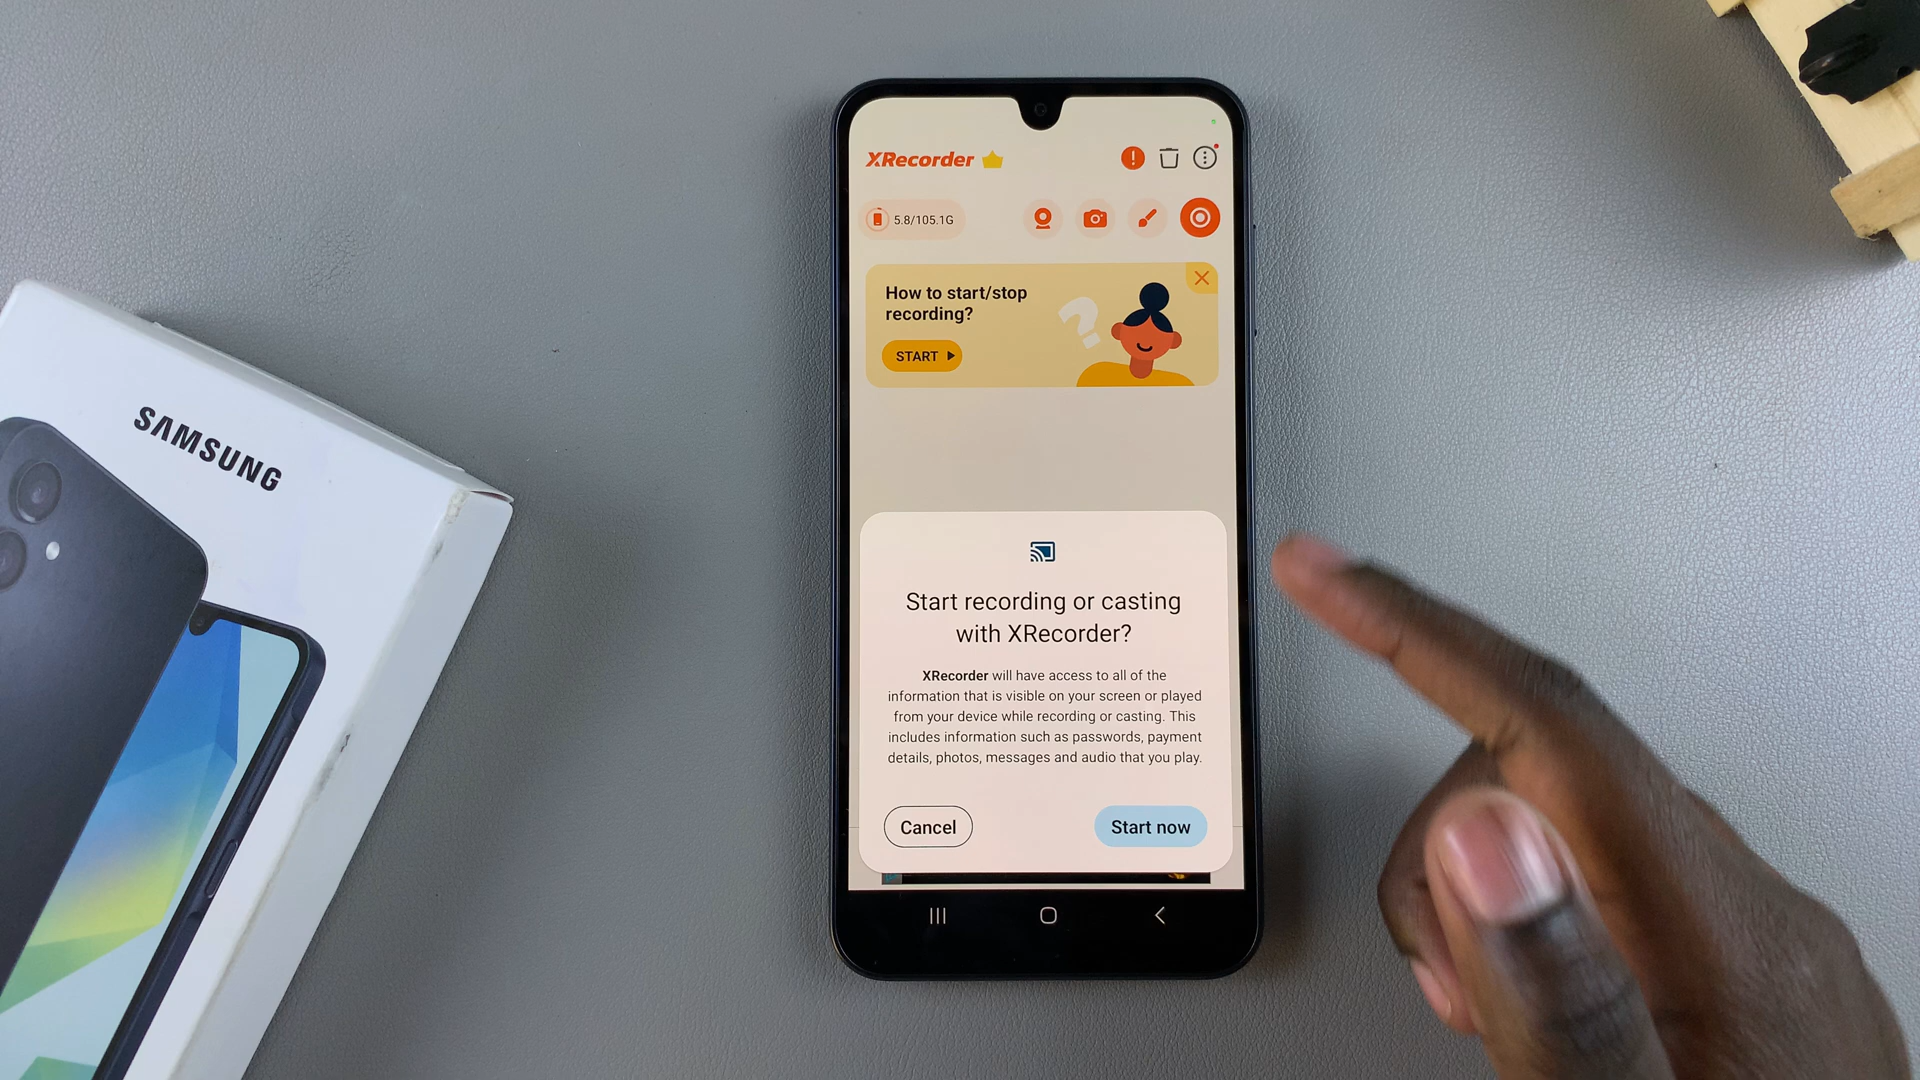 XRecorder
5.8/105.1G
How to start/stop
recording?
START
SAMSUNG
Start recording or casting
with XRecorder?
XRecorder will have access to all of the
information that is visible on your screen or played
from your device while recording or casting. This
includes information such as passwords, payment
details, photos, messages and audio that you play.
Cancel
Start now